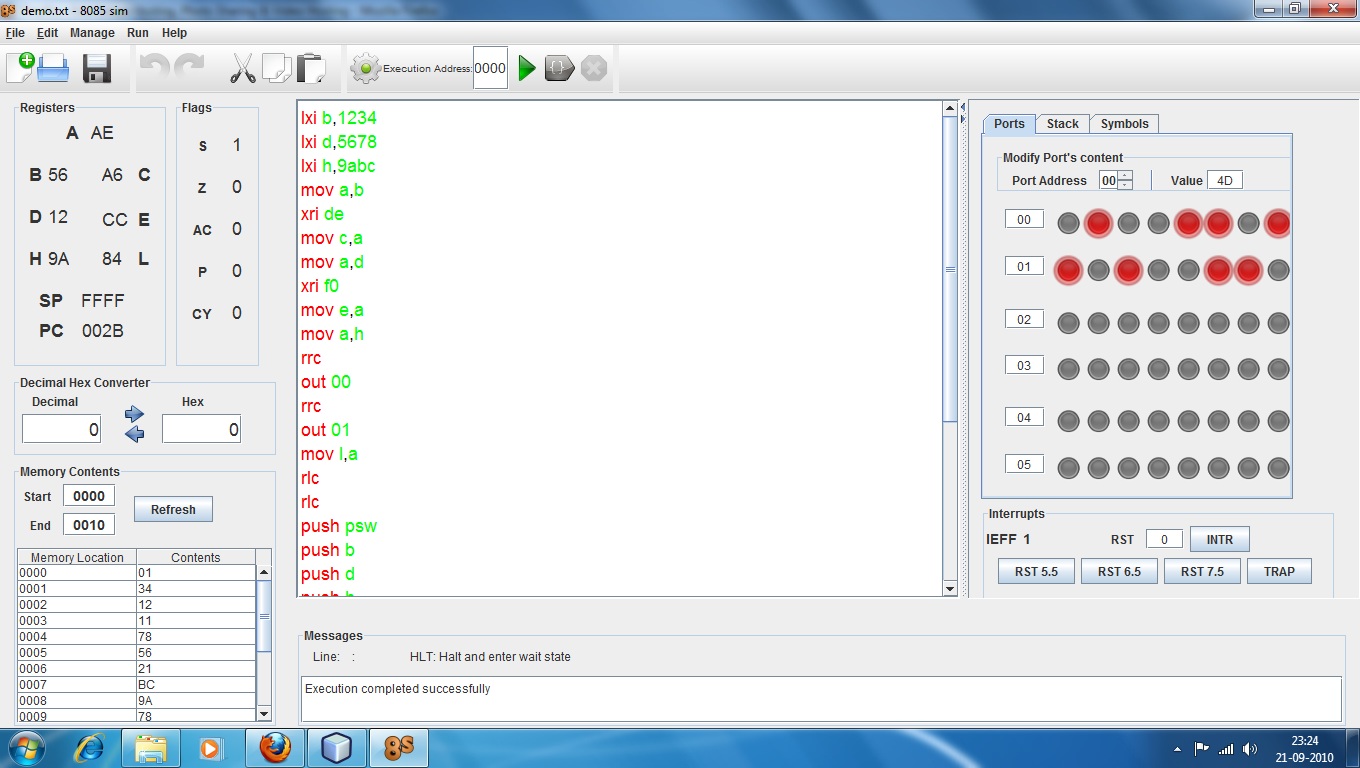 demo.txt - 8085 sim
File Edit Manage Run Help
Execution Address: 0000
Registers
A AE
B 56 A6 C
D 12 CC E
H 9A 84 L
SP FFFF
PC 002B
Flags
S 1
Z 0
AC 0
P 0
CY 0
Decimal Hex Converter
Decimal Hex
0 0
Memory Contents
Start 0000
End 0010
Refresh
Memory Location Contents
0000 01
0001 34
0002 12
0003 11
0004 78
0005 56
0006 21
0007 BC
0008 9A
0009 78
lxi b,1234
lxi d,5678
lxi h,9abc
mov a,b
xri de
mov c,a
mov a,d
xri f0
mov e,a
mov a,h
rrc
out 00
rrc
out 01
mov l,a
rlc
rlc
push psw
push b
push d
push h
Ports Stack Symbols
Modify Port's content
Port Address 00 Value 4D
00
01
02
03
04
05
Interrupts
IEFF 1 RST 0 INTR
RST 5.5 RST 6.5 RST 7.5 TRAP
Messages
Line: : HLT: Halt and enter wait state
Execution completed successfully
23:24
21-09-2010